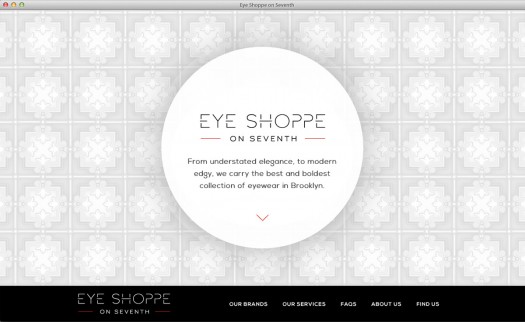 Eye Shoppe on Seventh
EYE SHOPPE
ON SEVENTH
From understated elegance, to modern
edgy, we carry the best and boldest
collection of eyewear in Brooklyn.
EYE SHOPPE
ON SEVENTH
OUR BRANDS OUR SERVICES FAQS ABOUT US FIND US